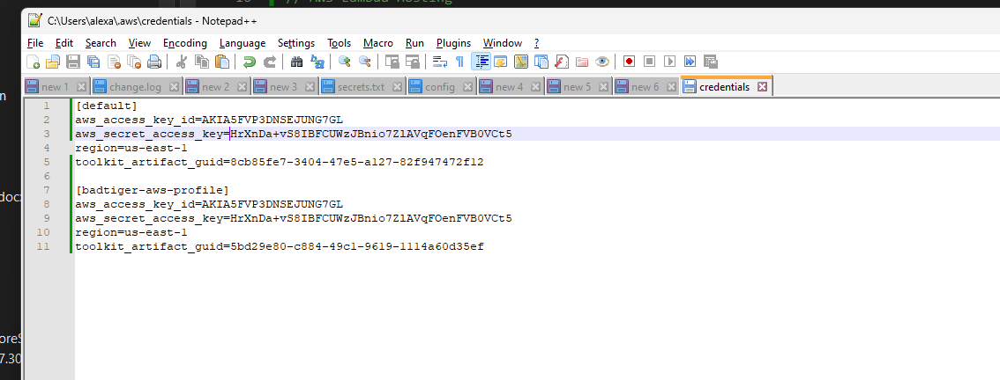 // AWS Lambda Hosting
C:\Users\alexa\.aws\credentials - Notepad++
File Edit Search View Encoding Language Settings Tools Macro Run Plugins Window ?
new 1 change.log new 2 new 3 secrets.txt config new 4 new 5 new 6 credentials
1 [default]
2 aws_access_key_id=AKIA5FVP3DNSEJUNG7GL
3 aws_secret_access_key=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
4 region=us-east-1
5 toolkit_artifact_guid=8cb85fe7-3404-47e5-a127-82f947472f12
6
7 [badtiger-aws-profile]
8 aws_access_key_id=AKIA5FVP3DNSEJUNG7GL
9 aws_secret_access_key=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
10 region=us-east-1
11 toolkit_artifact_guid=5bd29e80-c884-49c1-9619-1114a60d35ef
n
doc
oreS
7.30